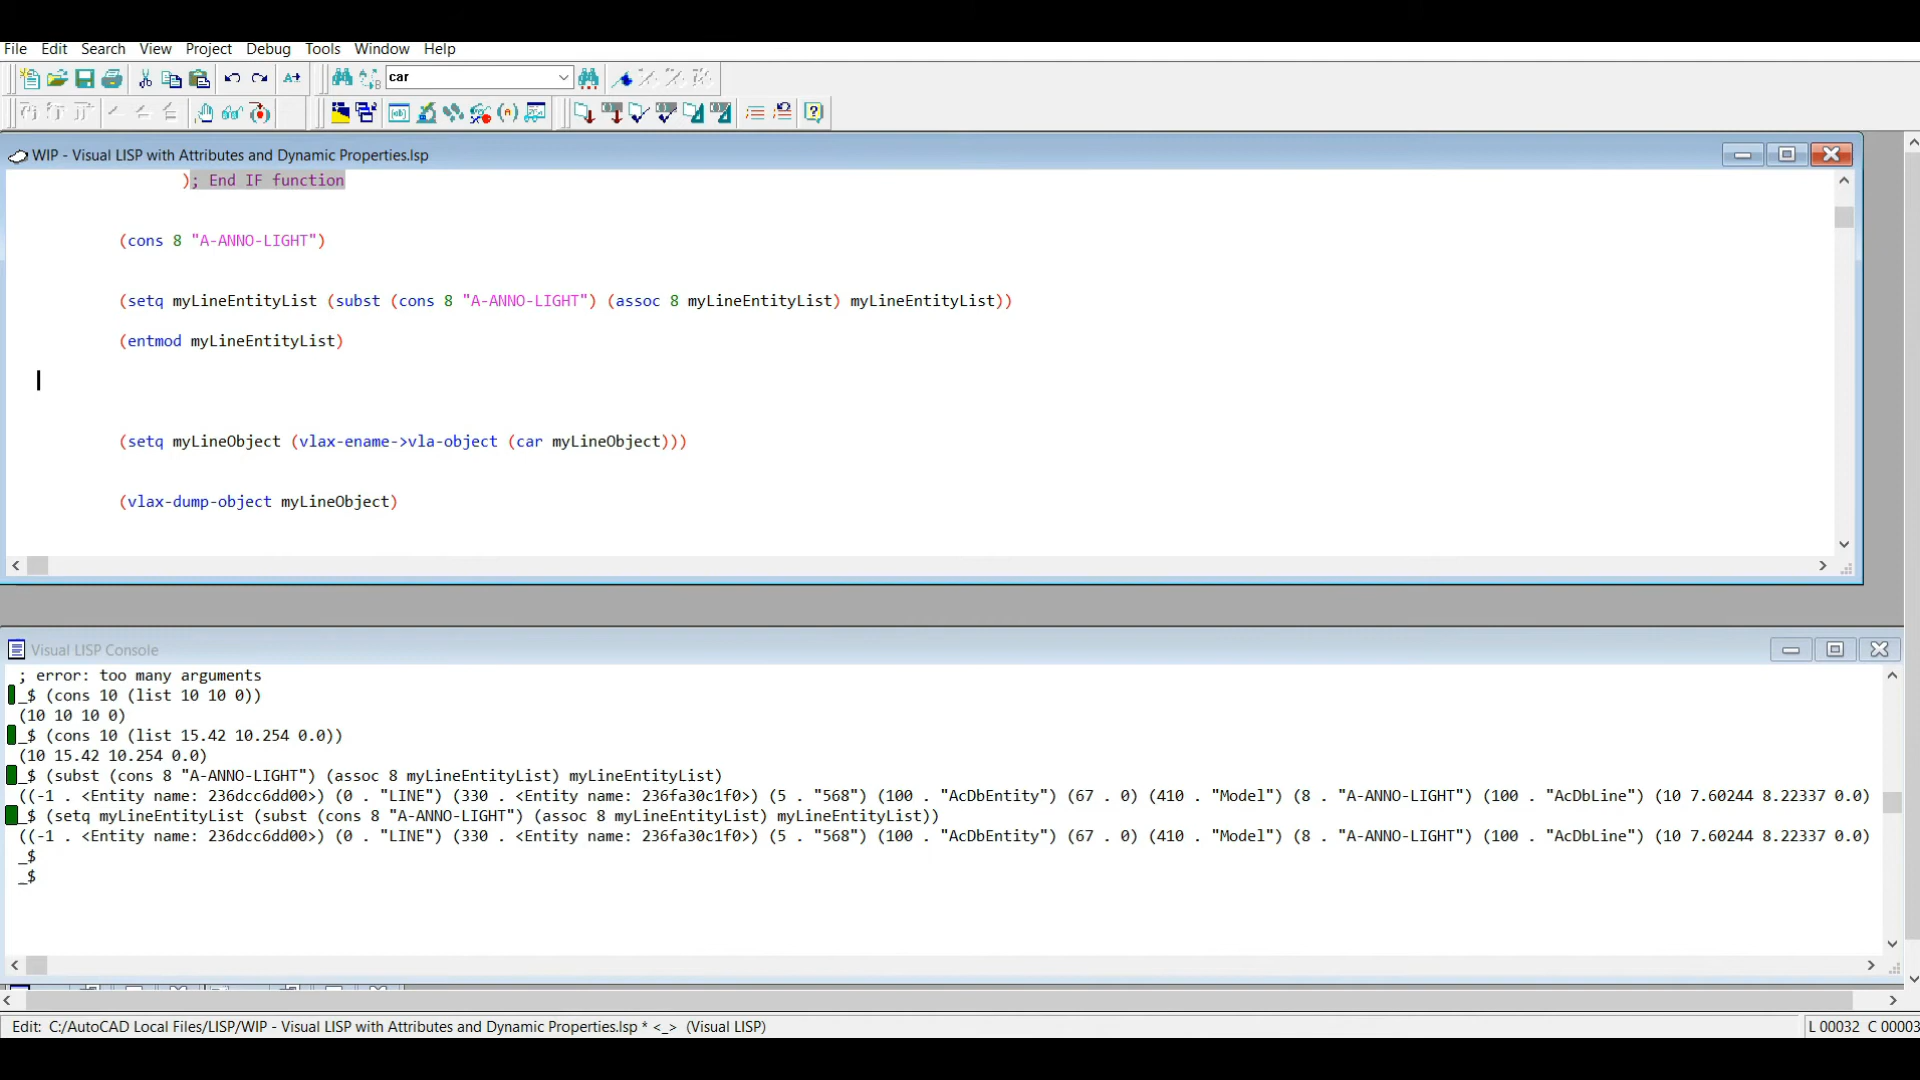 File Edit Search View Project Debug Tools Window Help
car
WIP - Visual LISP with Attributes and Dynamic Properties.lsp
); End IF function
(cons 8 "A-ANNO-LIGHT")
(setq myLineEntityList (subst (cons 8 "A-ANNO-LIGHT") (assoc 8 myLineEntityList) myLineEntityList))
(entmod myLineEntityList)
(setq myLineObject (vlax-ename->vla-object (car myLineObject)))
(vlax-dump-object myLineObject)
Visual LISP Console
; error: too many arguments
_$ (cons 10 (list 10 10 0))
(10 10 10 0)
_$ (cons 10 (list 15.42 10.254 0.0))
(10 15.42 10.254 0.0)
_$ (subst (cons 8 "A-ANNO-LIGHT") (assoc 8 myLineEntityList) myLineEntityList)
((-1 . <Entity name: 236dcc6dd00>) (0 . "LINE") (330 . <Entity name: 236fa30c1f0>) (5 . "568") (100 . "AcDbEntity") (67 . 0) (410 . "Model") (8 . "A-ANNO-LIGHT") (100 . "AcDbLine") (10 7.60244 8.22337 0.0)
_$ (setq myLineEntityList (subst (cons 8 "A-ANNO-LIGHT") (assoc 8 myLineEntityList) myLineEntityList))
((-1 . <Entity name: 236dcc6dd00>) (0 . "LINE") (330 . <Entity name: 236fa30c1f0>) (5 . "568") (100 . "AcDbEntity") (67 . 0) (410 . "Model") (8 . "A-ANNO-LIGHT") (100 . "AcDbLine") (10 7.60244 8.22337 0.0)
_$
_$
Edit: C:/AutoCAD Local Files/LISP/WIP - Visual LISP with Attributes and Dynamic Properties.lsp * <_> (Visual LISP)
L 00032 C 00003